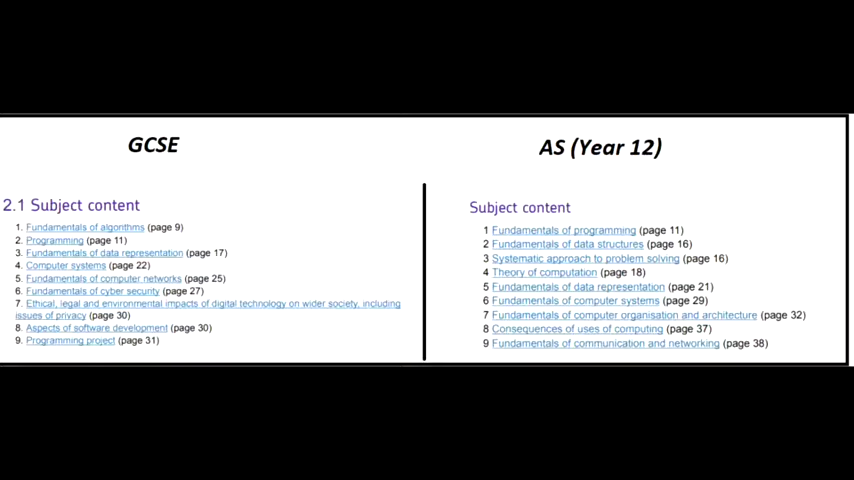 GCSE
2.1 Subject content
1. Fundamentals of algorithms (page 9)
2. Programming (page 11)
3. Fundamentals of data representation (page 17)
4. Computer systems (page 22)
5. Fundamentals of computer networks (page 25)
6. Fundamentals of cyber security (page 27)
7. Ethical, legal and environmental impacts of digital technology on wider society, including
issues of privacy (page 30)
8. Aspects of software development (page 30)
9. Programming project (page 31)
AS (Year 12)
Subject content
1 Fundamentals of programming (page 11)
2 Fundamentals of data structures (page 16)
3 Systematic approach to problem solving (page 16)
4 Theory of computation (page 18)
5 Fundamentals of data representation (page 21)
6 Fundamentals of computer systems (page 29)
7 Fundamentals of computer organisation and architecture (page 32)
8 Consequences of uses of computing (page 37)
9 Fundamentals of communication and networking (page 38)